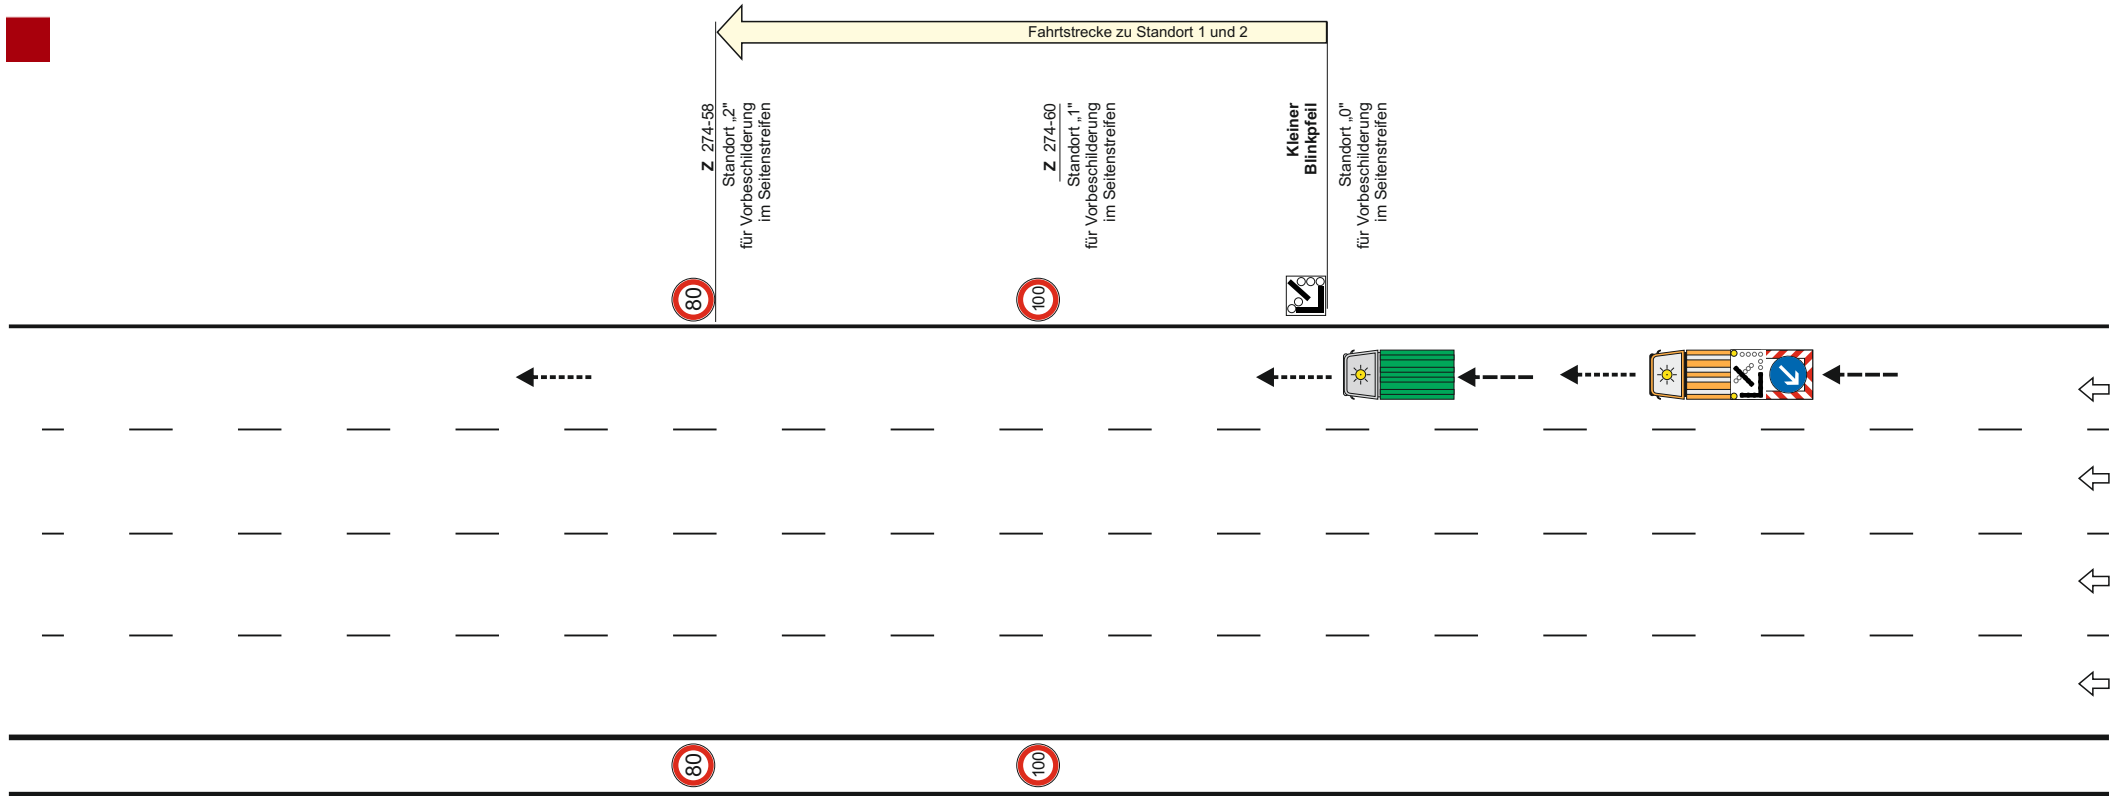 Fahrtstrecke zu Standort 1 und 2
Z 274-58
Standort „2"
für Vorbeschilderung
im Seitenstreifen
Z 274-60
Standort „1"
für Vorbeschilderung
im Seitenstreifen
Kleiner
Blinkpfeil
Standort „0"
für Vorbeschilderung
im Seitenstreifen
80
100
80
100